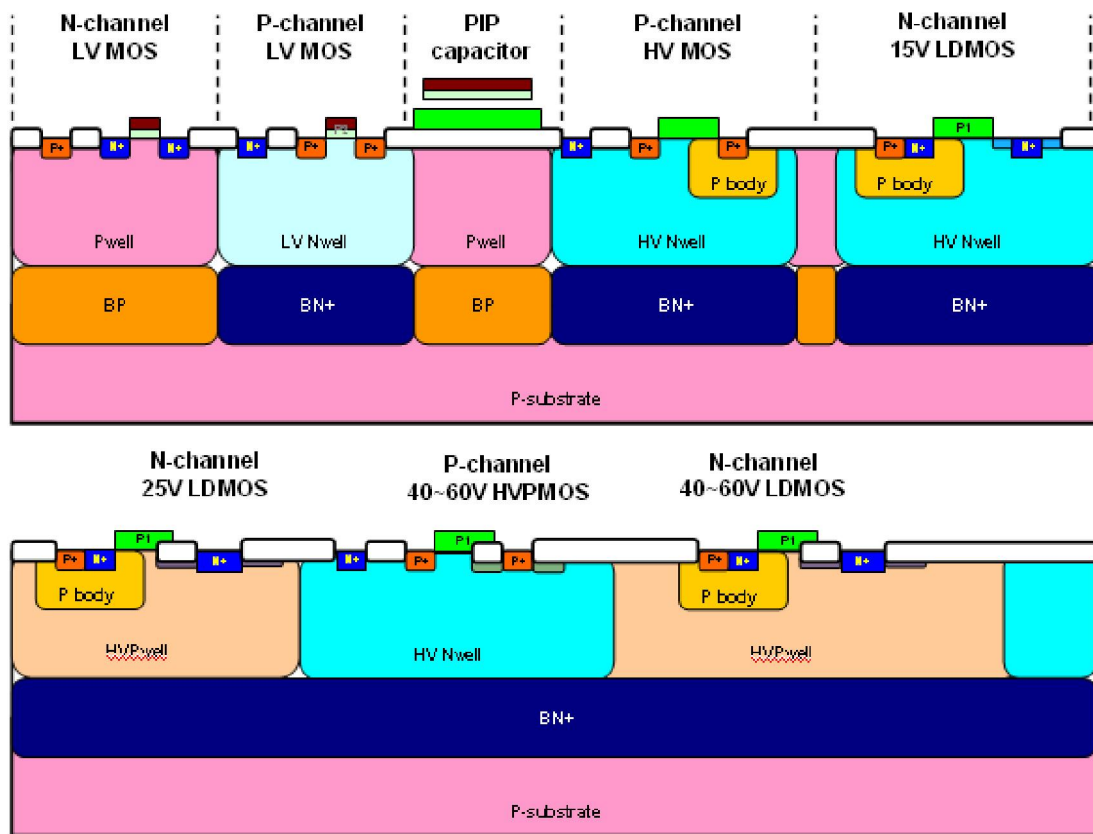 N-channel
LV MOS
P-channel
LV MOS
PIP
capacitor
P-channel
HV MOS
N-channel
15V LDMOS
P2
P1
P+
N+
N+
N+
P+
P+
N+
P+
P+
P+
N+
N+
P body
P body
Pwell
LV Nwell
Pwell
HV Nwell
HV Nwell
BP
BN+
BP
BN+
BN+
P-substrate
N-channel
25V LDMOS
P-channel
40~60V HVPMOS
N-channel
40~60V LDMOS
P1
P1
P1
P+
N+
N+
N+
P+
P+
P+
N+
N+
P body
P body
HVPwell
HV Nwell
HVPwell
BN+
P-substrate